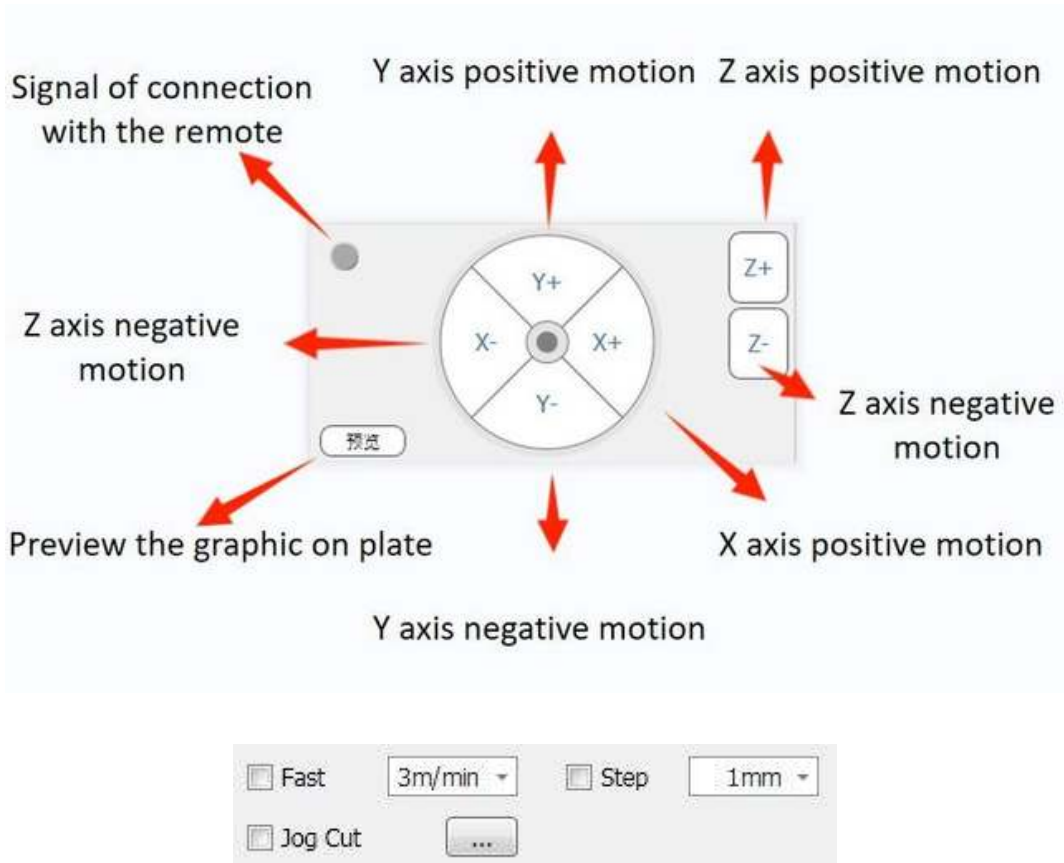 Y axis positive motion
Z axis positive motion
Signal of connection
with the remote
Y+
Z+
Z axis negative
motion
X-
X+
Z-
Y-
Z axis negative
motion
预览
Preview the graphic on plate
X axis positive motion
Y axis negative motion
Fast
3m/min
Step
1mm
Jog Cut
...